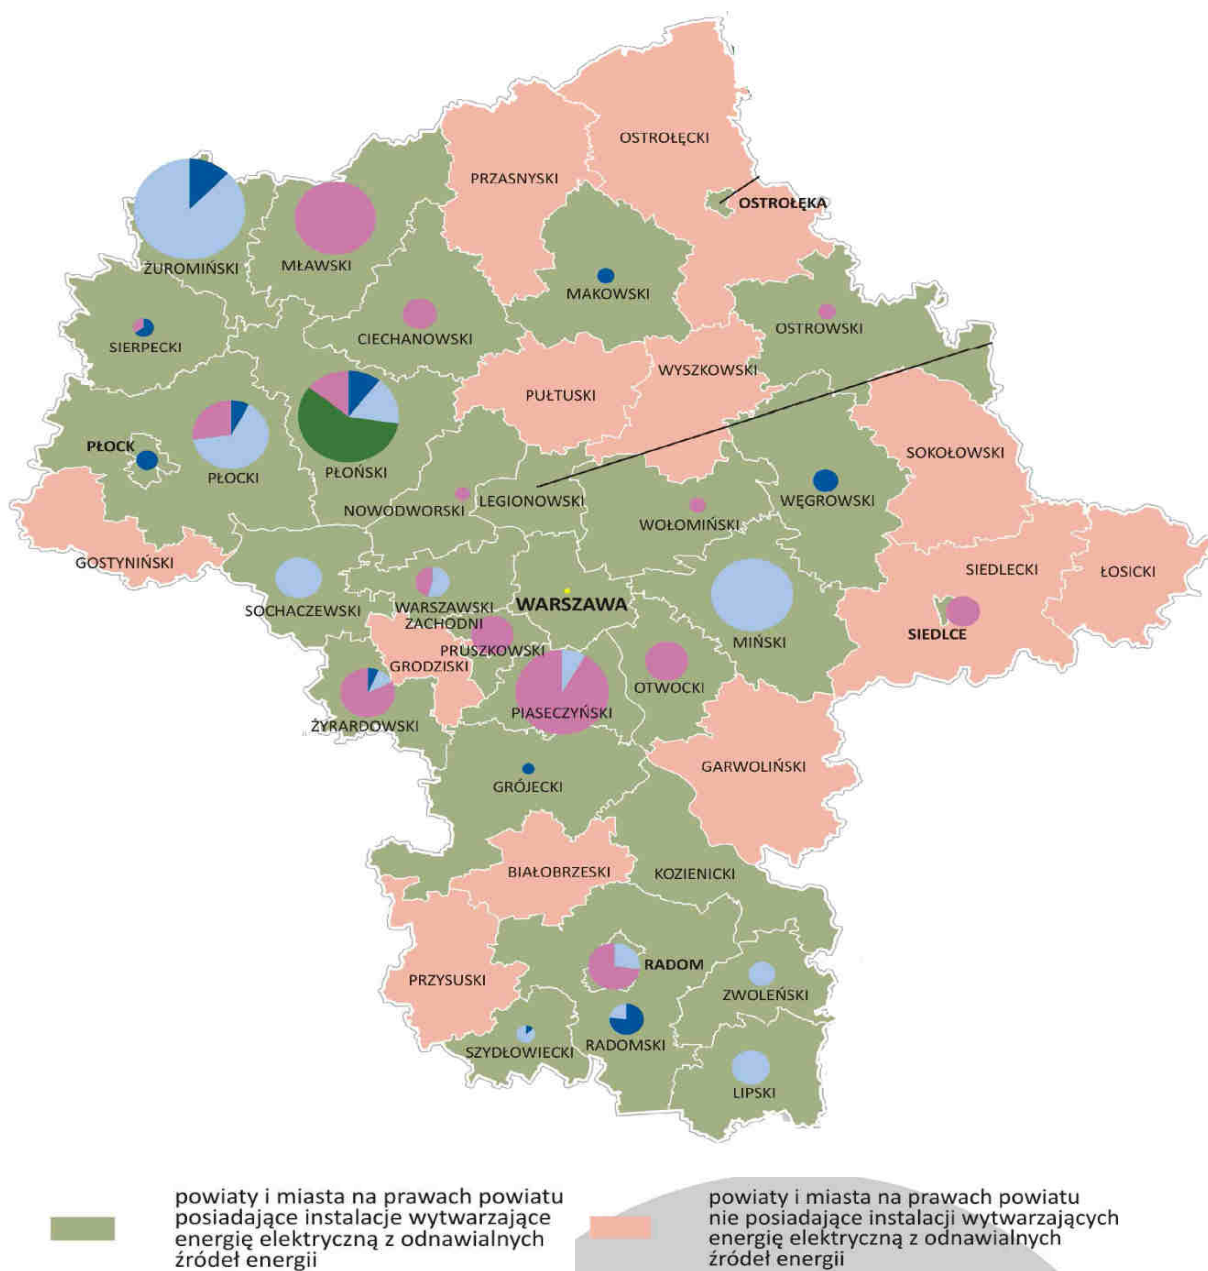 OSTROŁĘCKI
PRZASNYSKI
OSTROŁĘKA
ŻUROMIŃSKI
MŁAWSKI
MAKOWSKI
CIECHANOWSKI
OSTROWSKI
SIERPECKI
WYSZKOWSKI
PUŁTUSKI
PŁOCK
SOKOŁOWSKI
PŁOCKI
PŁOŃSKI
NOWODWORSKI
LEGIONOWSKI
WĘGROWSKI
WOŁOMIŃSKI
GOSTYNIŃSKI
SIEDLECKI
ŁOSICKI
SOCHACZEWSKI
WARSZAWSKI
ZACHODNI
WARSZAWA
SIEDLCE
MIŃSKI
PRUSZKOWSKI
GRODZISKI
OTWOCKI
PIASECZYŃSKI
ŻYRARDOWSKI
GARWOLIŃSKI
GRÓJECKI
BIAŁOBRZESKI
KOZIENICKI
RADOM
PRZYSUSKI
ZWOLEŃSKI
RADOMSKI
SZYDŁOWIECKI
LIPSKI
powiaty i miasta na prawach powiatu
posiadające instalacje wytwarzające
energię elektryczną z odnawialnych
źródeł energii
powiaty i miasta na prawach powiatu
nie posiadające instalacji wytwarzających
energię elektryczną z odnawialnych
źródeł energii